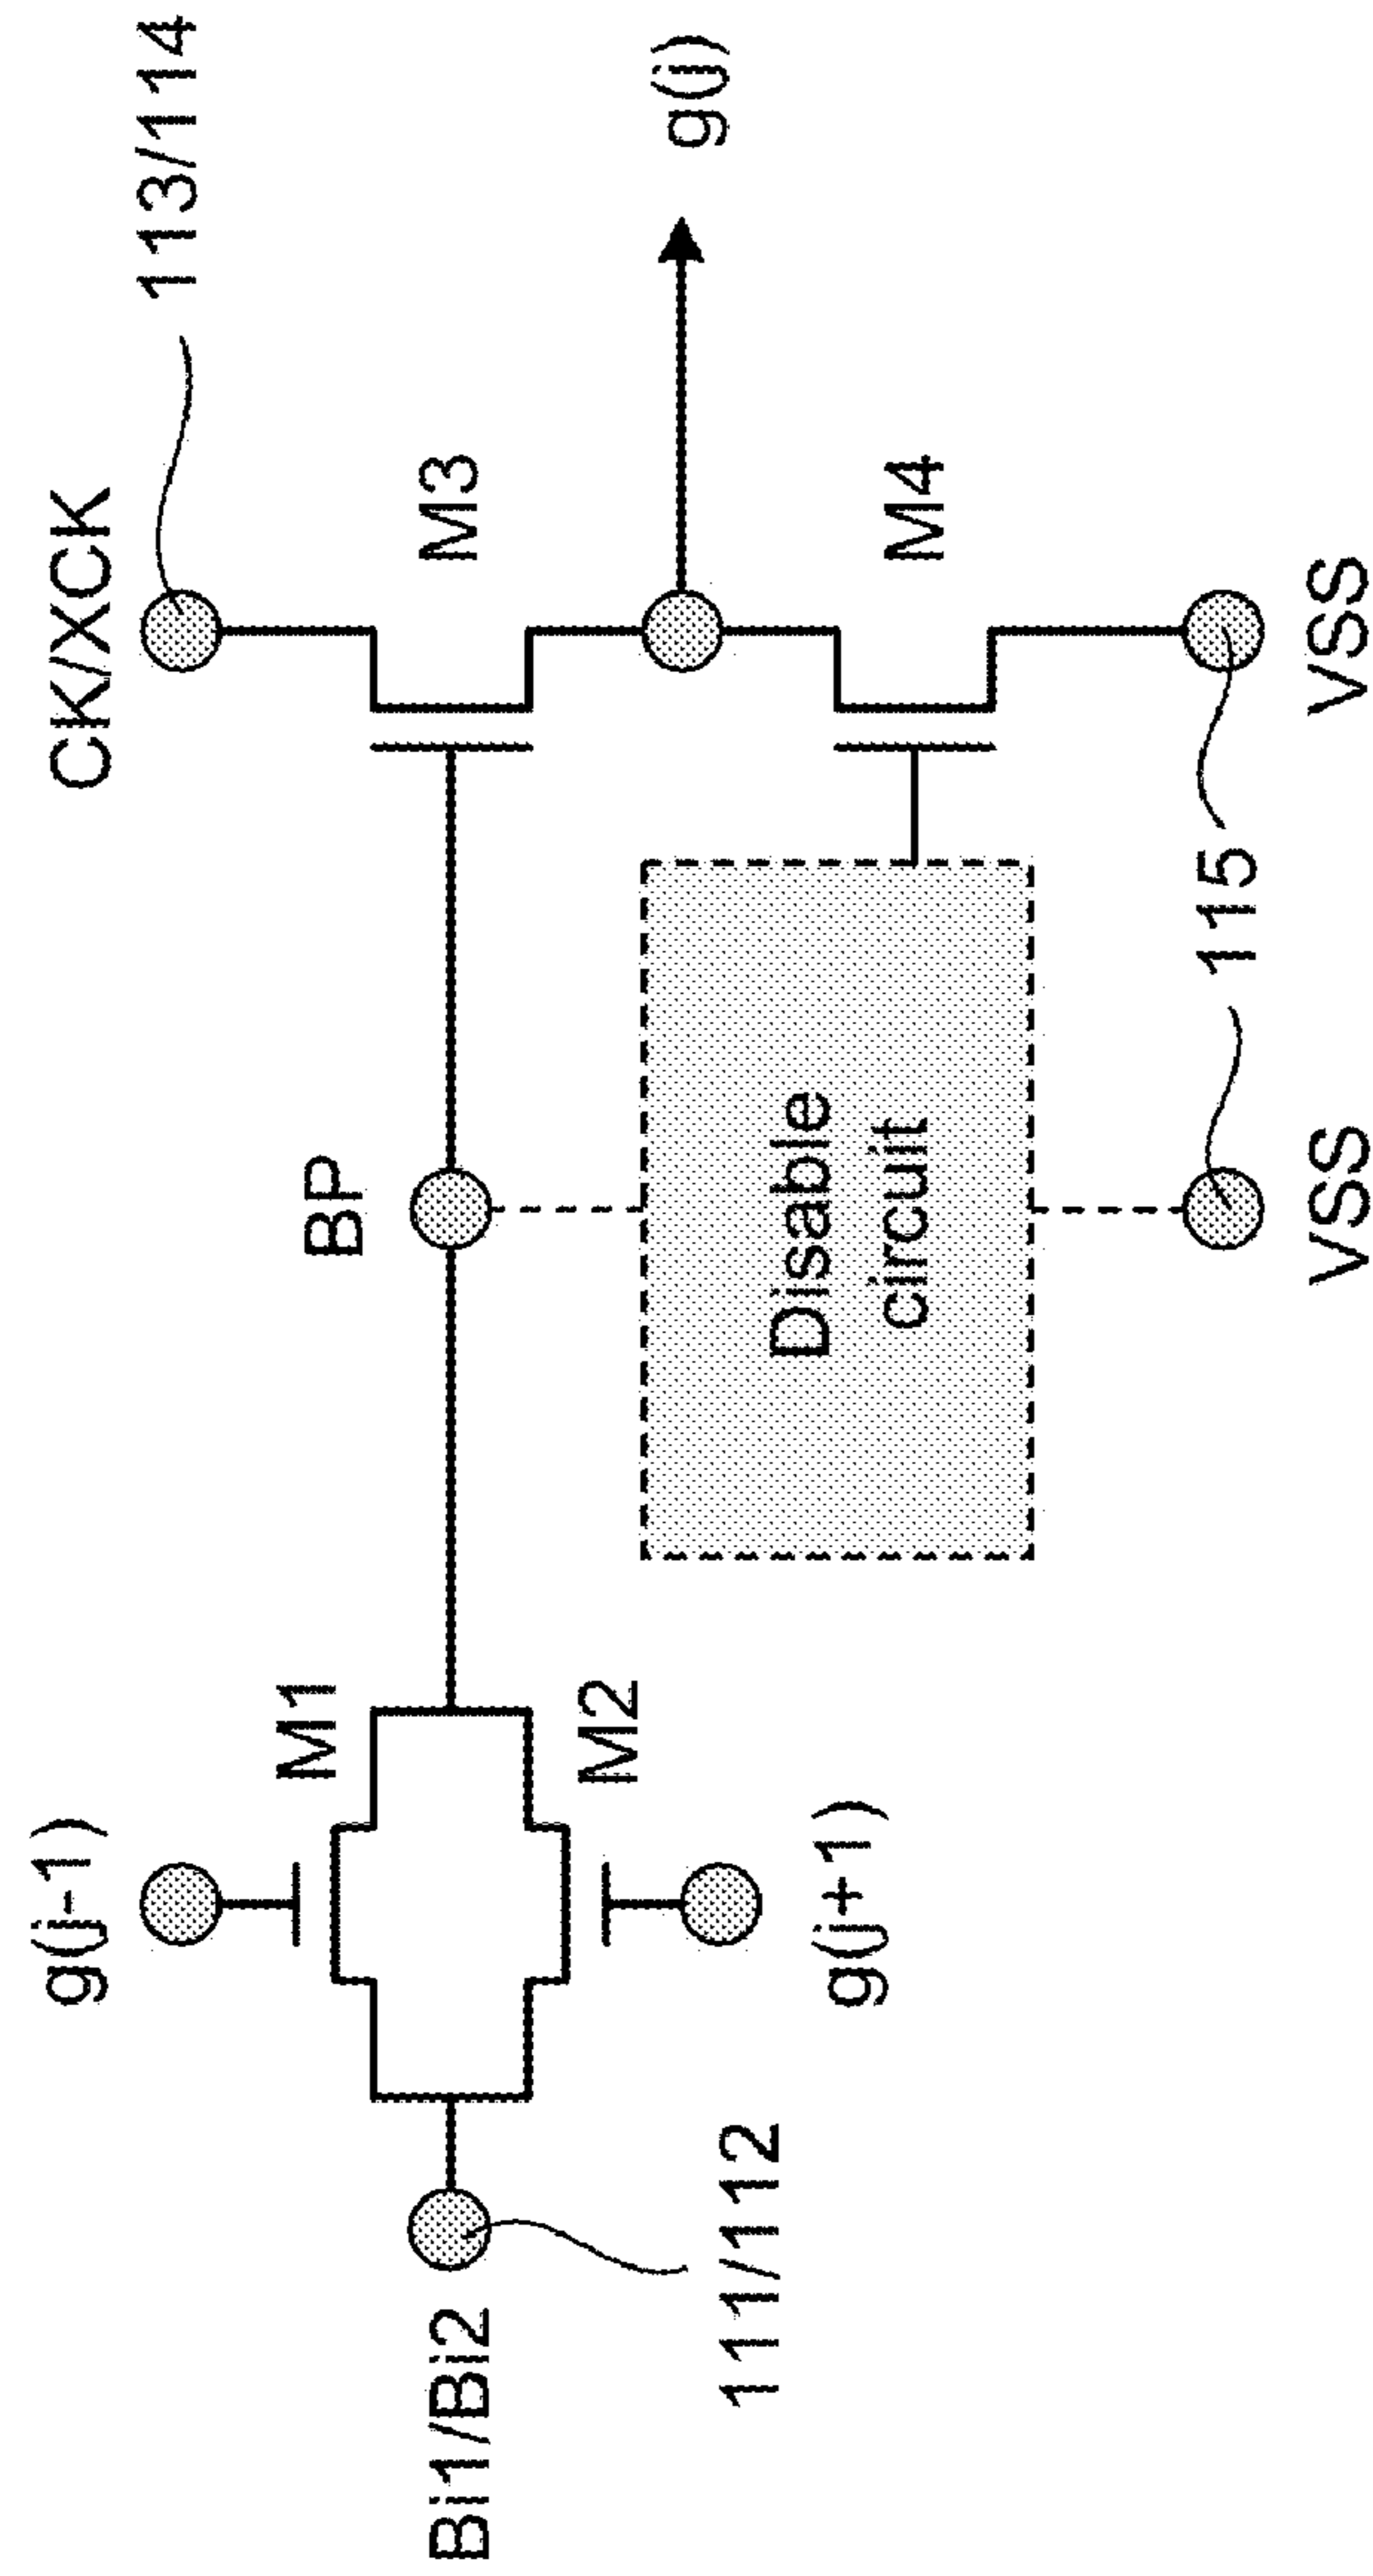 g(j-1)
CK/XCK
113/114
M1
BP
M3
Bi1/Bi2
M2
g(j)
111/112
g(j+1)
Disable
circuit
M4
115
VSS
VSS